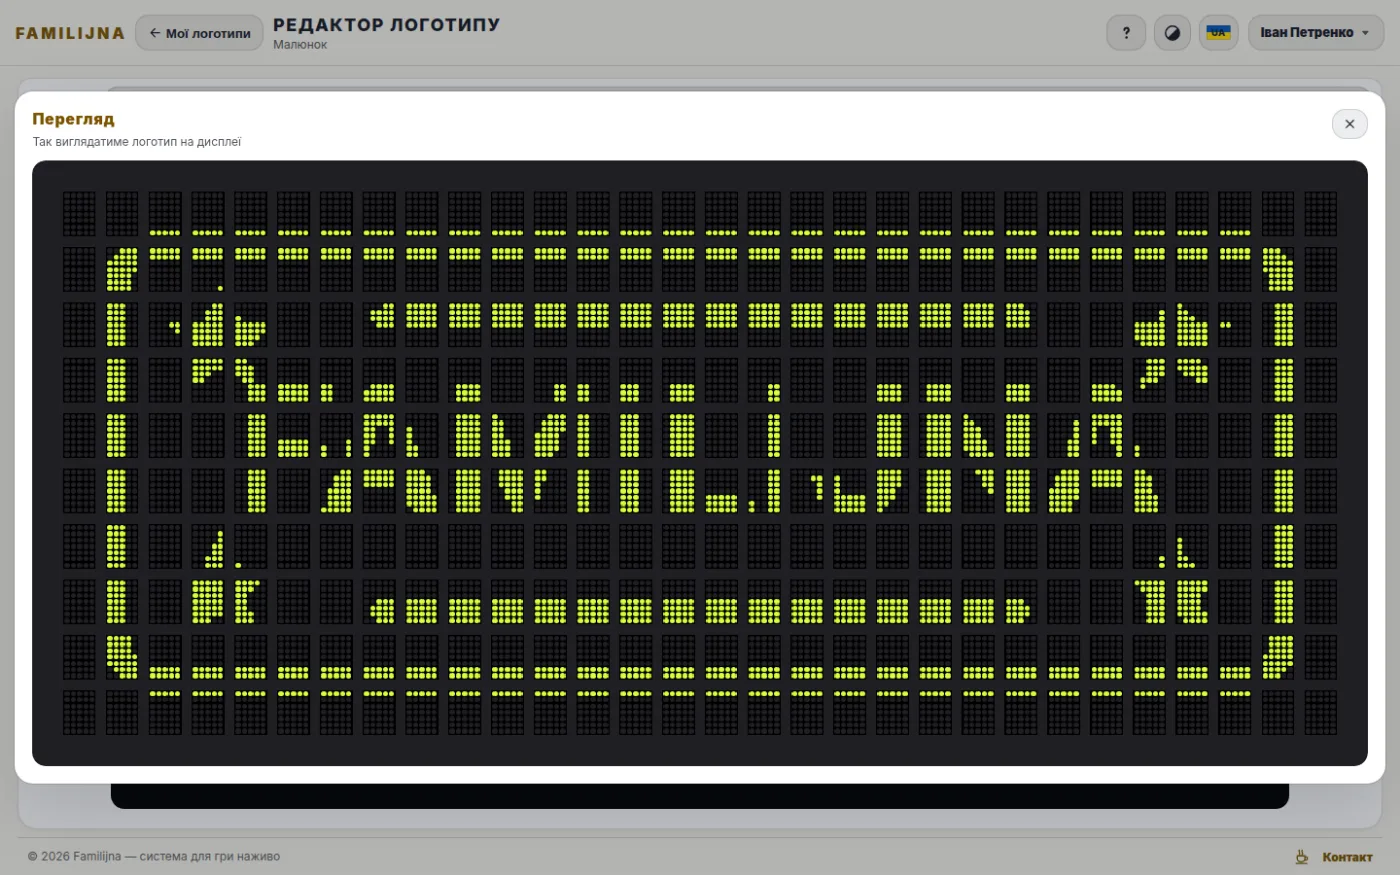 FAMILIJNA
← Мої логотипи
РЕДАКТОР ЛОГОТИПУ
Малюнок
?
UA
Іван Петренко
Перегляд
Так виглядатиме логотип на дисплеї
FAMILIJNA
© 2026 Familijna — система для гри наживо
Контакт